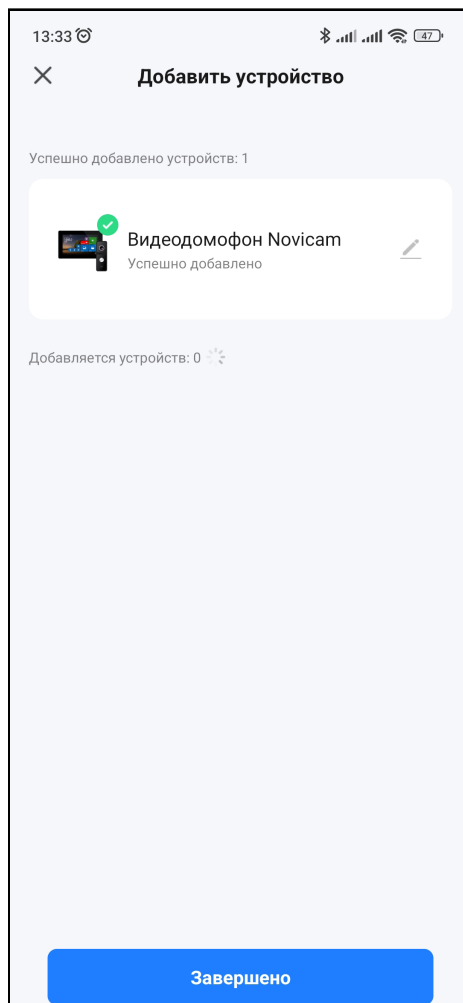 13:33
47
Добавить устройство
Успешно добавлено устройств: 1
Видеодомофон Novicam
Успешно добавлено
Добавляется устройств: 0
Завершено